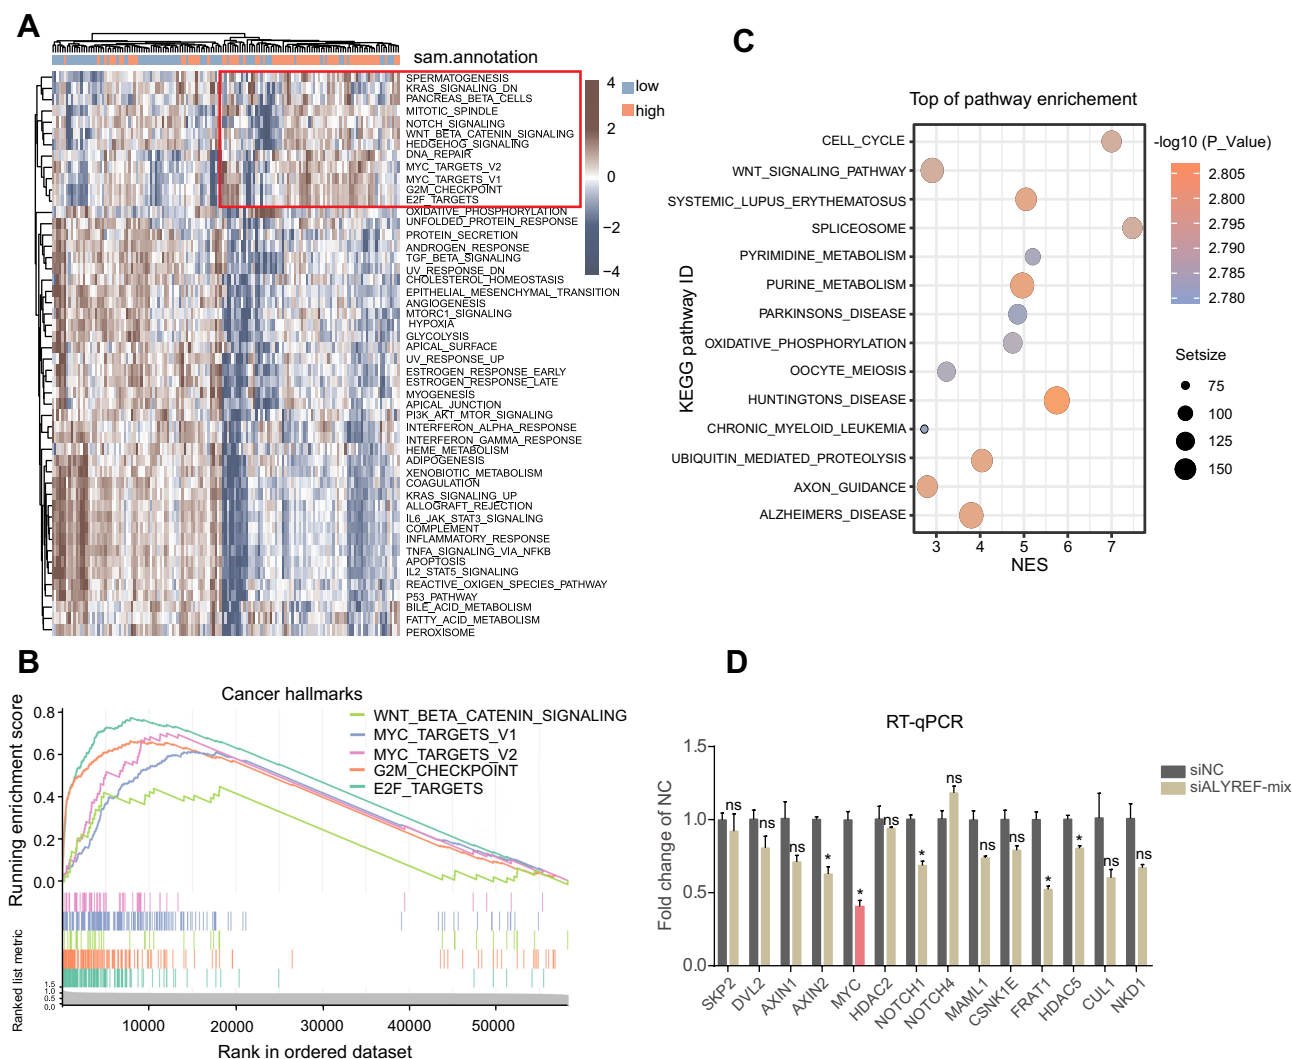 A
sam.annotation
SPERMATOGENESIS
KRAS_SIGNALING_DN
PANCREAS_BETA_CELLS
MITOTIC_SPINDLE
NOTCH_SIGNALING
WNT_BETA_CATENIN_SIGNALING
HEDGEHOG_SIGNALING
DNA_REPAIR
MYC_TARGETS_V2
MYC_TARGETS_V1
G2M_CHECKPOINT
E2F_TARGETS
OXIDATIVE_PHOSPHORYLATION
UNFOLDED_PROTEIN_RESPONSE
PROTEIN_SECRETION
ANDROGEN_RESPONSE
TGF_BETA_SIGNALING
UV_RESPONSE_DN
CHOLESTEROL_HOMEOSTASIS
EPITHELIAL_MESENCHYMAL_TRANSITION
ANGIOGENESIS
MTORC1_SIGNALING
HYPOXIA
GLYCOLYSIS
APICAL_SURFACE
UV_RESPONSE_UP
ESTROGEN_RESPONSE_EARLY
ESTROGEN_RESPONSE_LATE
MYOGENESIS
APICAL_JUNCTION
PI3K_AKT_MTOR_SIGNALING
INTERFERON_ALPHA_RESPONSE
INTERFERON_GAMMA_RESPONSE
HEME_METABOLISM
ADIPOGENESIS
XENOBIOTIC_METABOLISM
COAGULATION
KRAS_SIGNALING_UP
ALLOGRAFT_REJECTION
IL6_JAK_STAT3_SIGNALING
COMPLEMENT
INFLAMMATORY_RESPONSE
TNFA_SIGNALING_VIA_NFKB
APOPTOSIS
IL2_STAT5_SIGNALING
REACTIVE_OXIGEN_SPECIES_PATHWAY
P53_PATHWAY
BILE_ACID_METABOLISM
FATTY_ACID_METABOLISM
PEROXISOME
4
2
0
−2
−4
low
high
B
Cancer hallmarks
WNT_BETA_CATENIN_SIGNALING
MYC_TARGETS_V1
MYC_TARGETS_V2
G2M_CHECKPOINT
E2F_TARGETS
Running enrichment score
0.8
0.6
0.4
0.2
0.0
Ranked list metric
1.5
1.0
0.5
0.0
10000 20000 30000 40000 50000
Rank in ordered dataset
C
Top of pathway enrichement
KEGG pathway ID
CELL_CYCLE
WNT_SIGNALING_PATHWAY
SYSTEMIC_LUPUS_ERYTHEMATOSUS
SPLICEOSOME
PYRIMIDINE_METABOLISM
PURINE_METABOLISM
PARKINSONS_DISEASE
OXIDATIVE_PHOSPHORYLATION
OOCYTE_MEIOSIS
HUNTINGTONS_DISEASE
CHRONIC_MYELOID_LEUKEMIA
UBIQUITIN_MEDIATED_PROTEOLYSIS
AXON_GUIDANCE
ALZHEIMERS_DISEASE
3 4 5 6 7
NES
-log10 (P_Value)
2.805
2.800
2.795
2.790
2.785
2.780
Setsize
75
100
125
150
D
RT-qPCR
siNC
siALYREF-mix
Fold change of NC
1.5
1.0
0.5
0.0
ns ns ns * * ns * ns ns ns * * ns ns
SKP2 DVL2 AXIN1 AXIN2 MYC HDAC2 NOTCH1 NOTCH4 MAML1 CSNK1E FRAT1 HDAC5 CUL1 NKD1